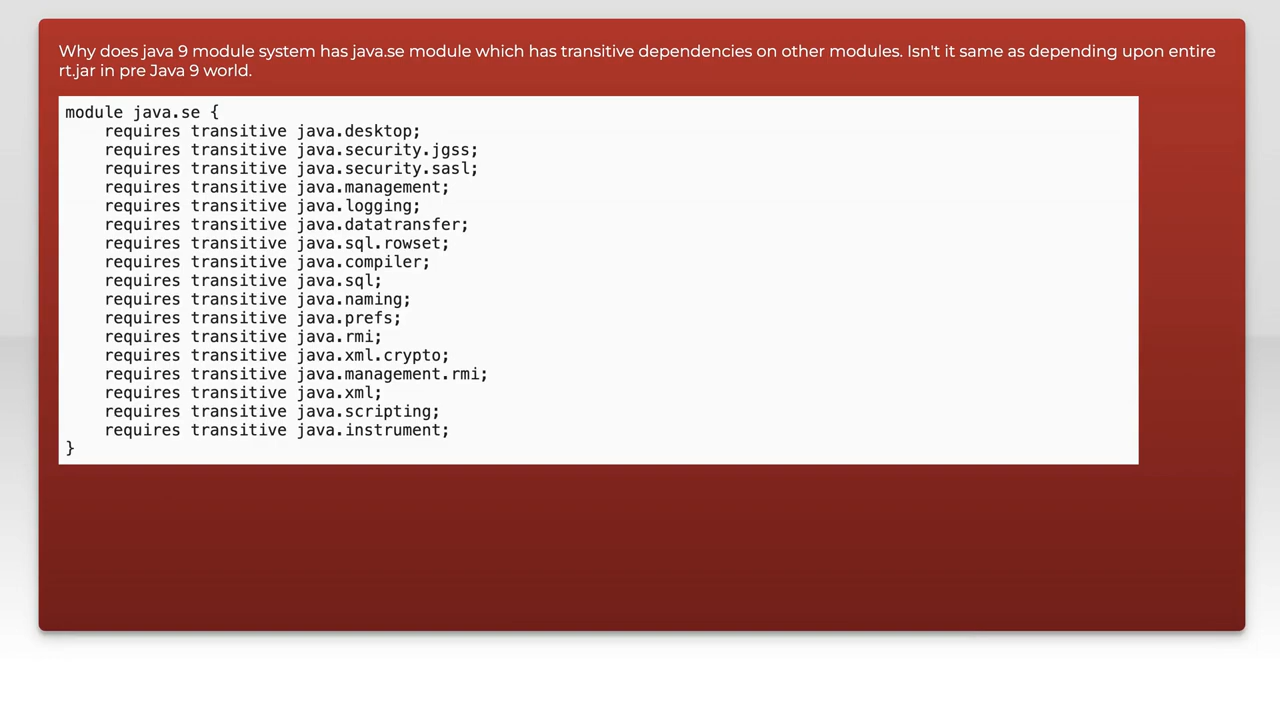 Why does java 9 module system has java.se module which has transitive dependencies on other modules. Isn't it same as depending upon entire
rt.jar in pre Java 9 world.
module java.se {
    requires transitive java.desktop;
    requires transitive java.security.jgss;
    requires transitive java.security.sasl;
    requires transitive java.management;
    requires transitive java.logging;
    requires transitive java.datatransfer;
    requires transitive java.sql.rowset;
    requires transitive java.compiler;
    requires transitive java.sql;
    requires transitive java.naming;
    requires transitive java.prefs;
    requires transitive java.rmi;
    requires transitive java.xml.crypto;
    requires transitive java.management.rmi;
    requires transitive java.xml;
    requires transitive java.scripting;
    requires transitive java.instrument;
}